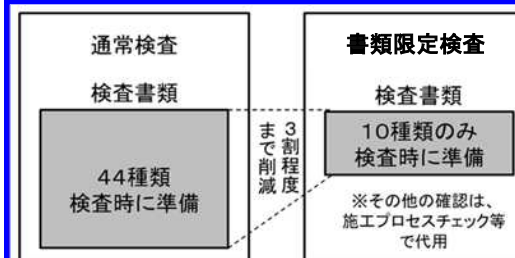 通常検査
検査書類
44種類
検査時に準備
3割程度
まで削減
書類限定検査
検査書類
10種類のみ
検査時に準備
※その他の確認は、
施工プロセスチェック等
で代用